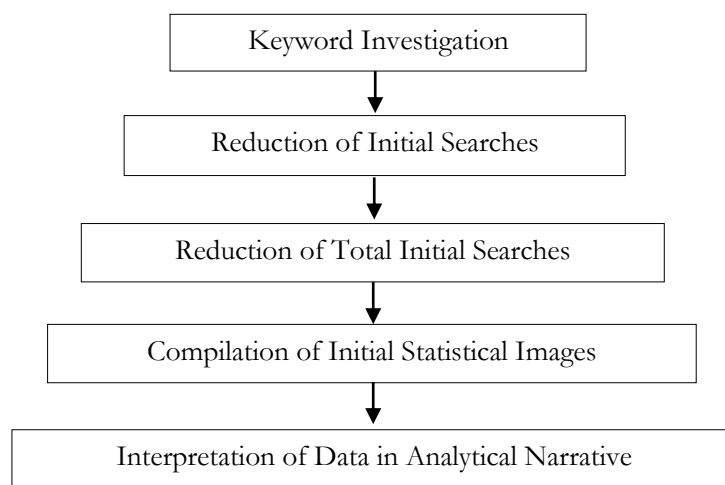 Keyword Investigation
Reduction of Initial Searches
Reduction of Total Initial Searches
Compilation of Initial Statistical Images
Interpretation of Data in Analytical Narrative